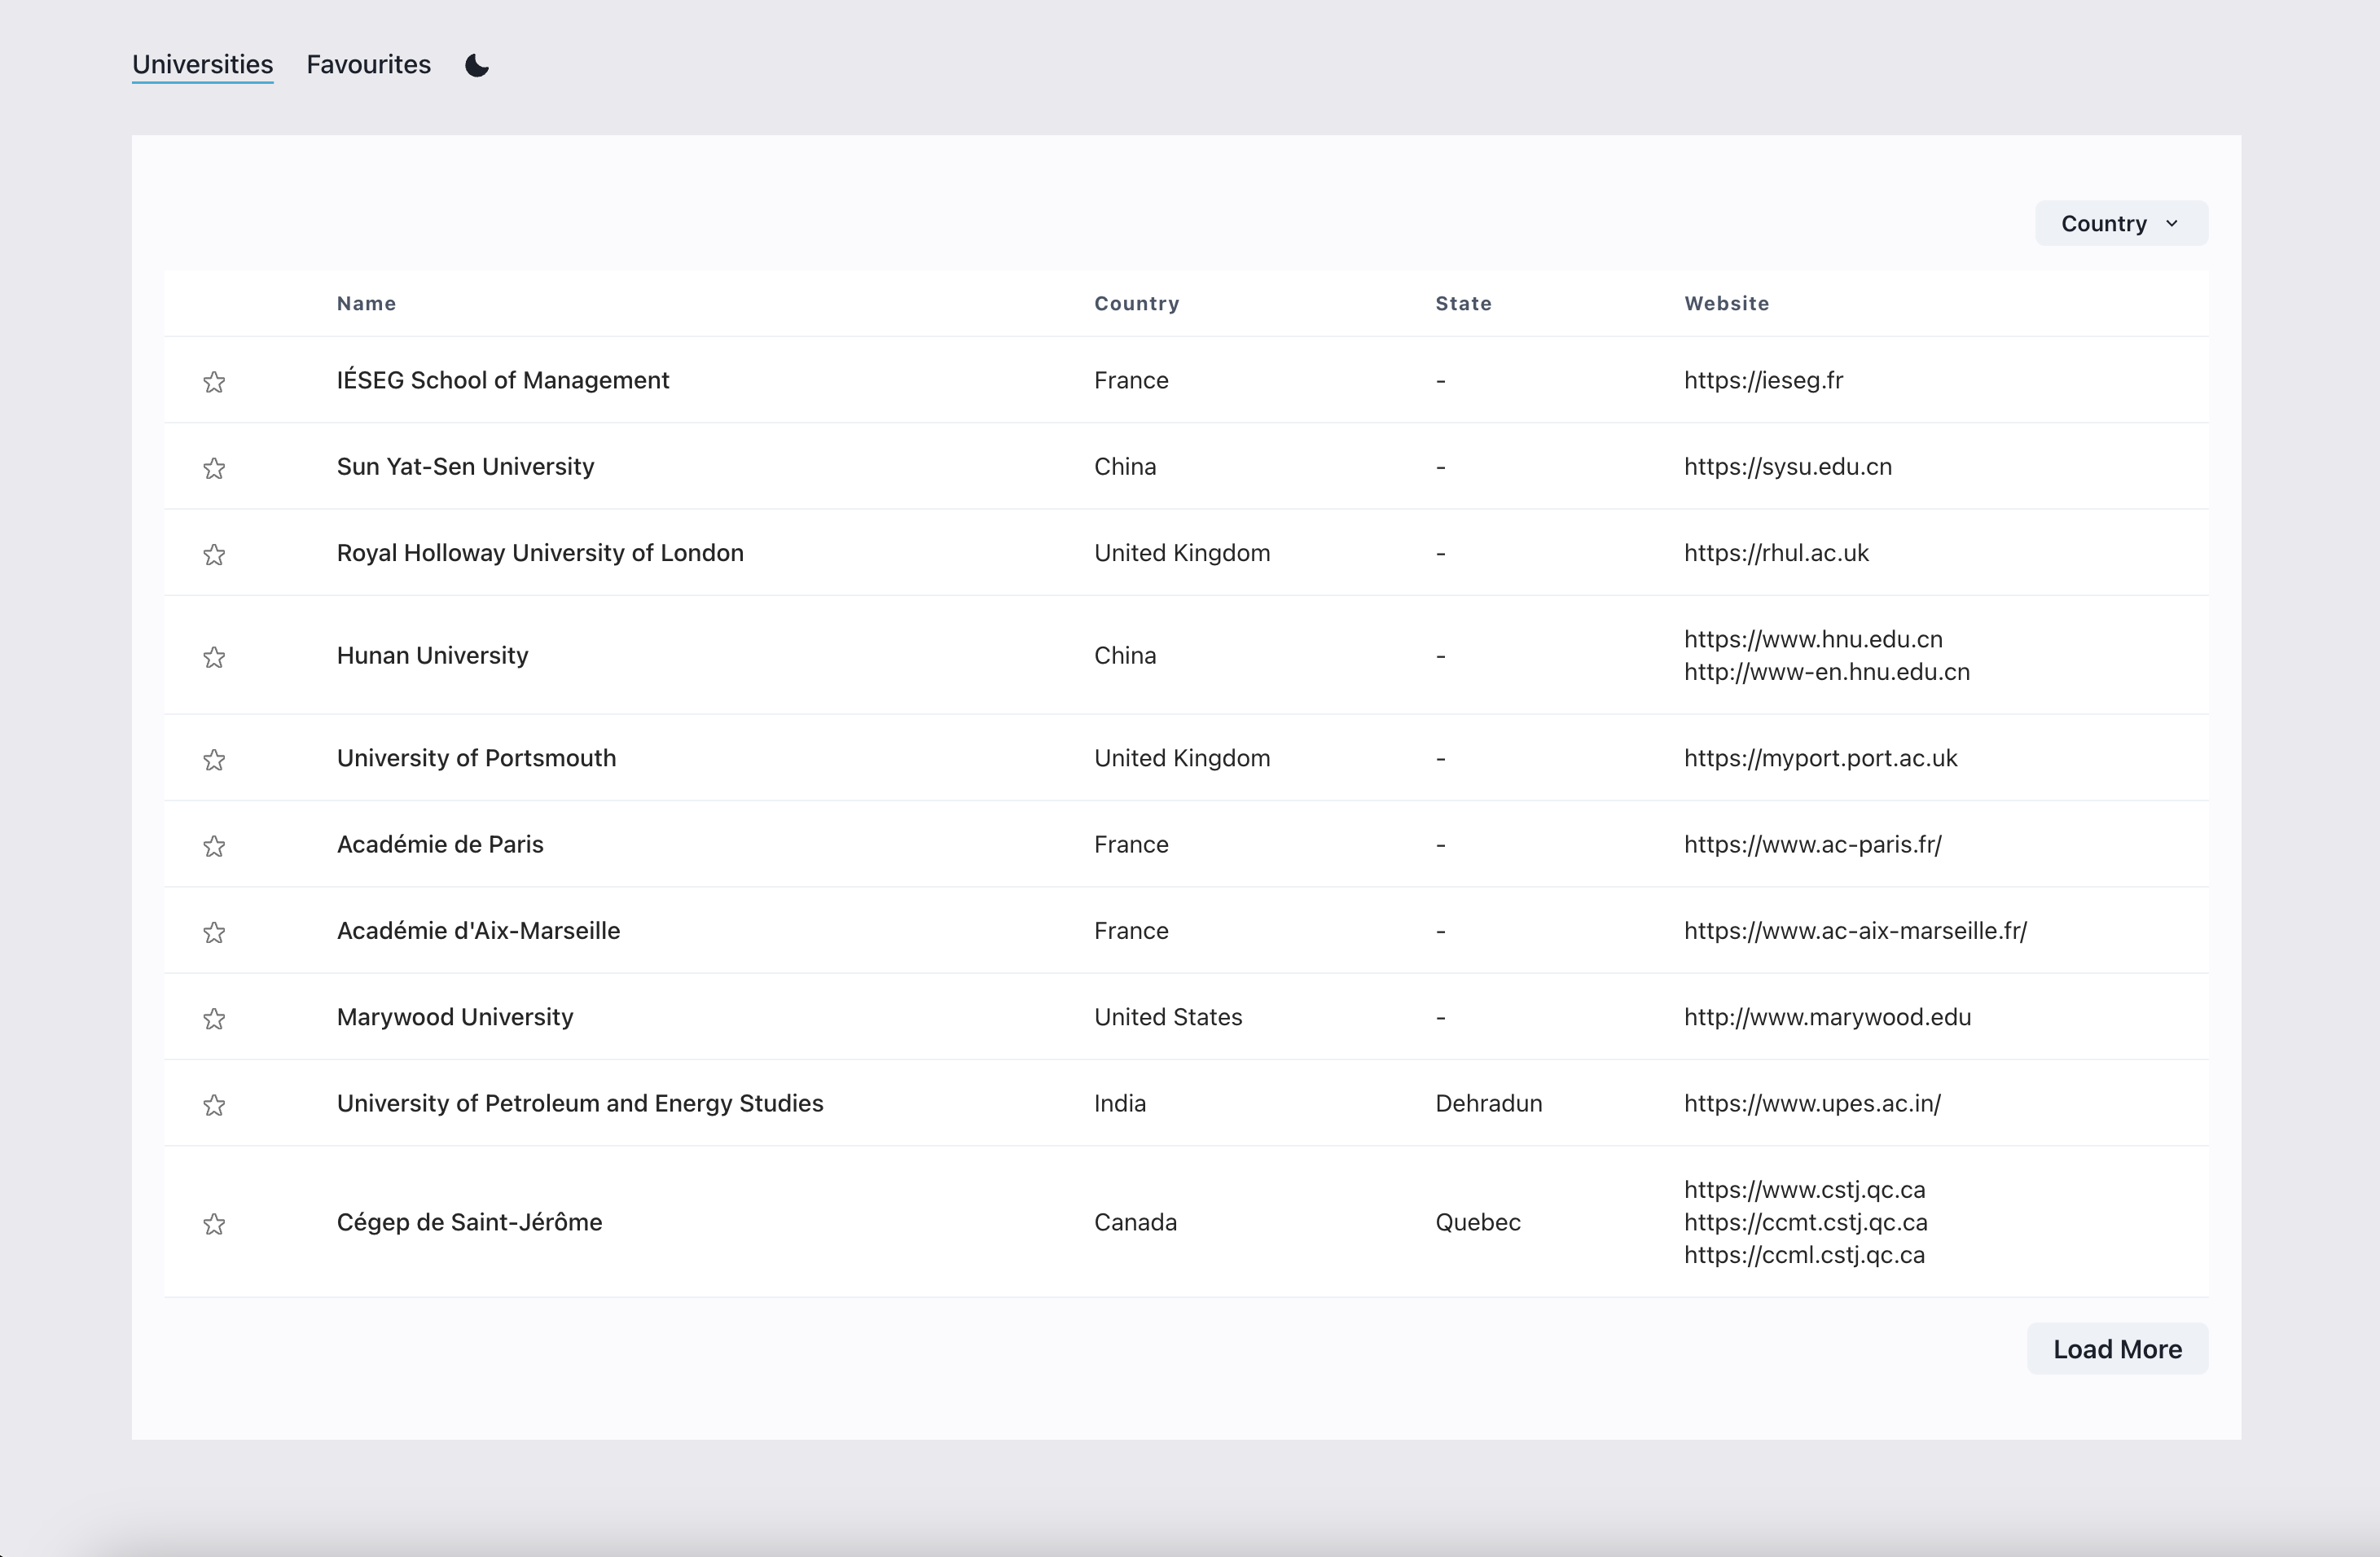 Universities Favourites
Country
Name Country State Website
IÉSEG School of Management France - https://ieseg.fr
Sun Yat-Sen University China - https://sysu.edu.cn
Royal Holloway University of London United Kingdom - https://rhul.ac.uk
Hunan University China - https://www.hnu.edu.cn
http://www-en.hnu.edu.cn
University of Portsmouth United Kingdom - https://myport.port.ac.uk
Académie de Paris France - https://www.ac-paris.fr/
Académie d'Aix-Marseille France - https://www.ac-aix-marseille.fr/
Marywood University United States - http://www.marywood.edu
University of Petroleum and Energy Studies India Dehradun https://www.upes.ac.in/
Cégep de Saint-Jérôme Canada Quebec https://www.cstj.qc.ca
https://ccmt.cstj.qc.ca
https://ccml.cstj.qc.ca
Load More